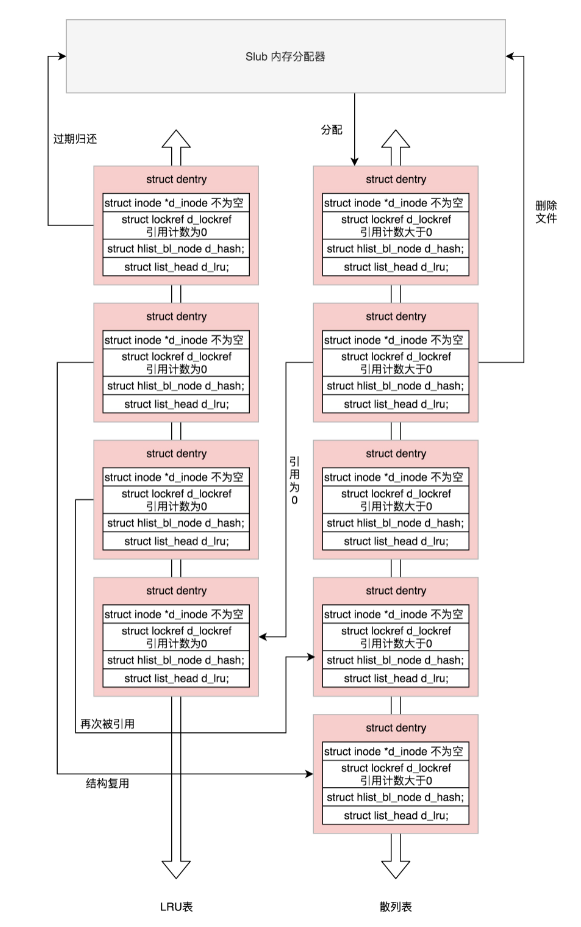 Slub 内存分配器
过期归还
分配
删除
文件
struct dentry
struct inode *d_inode 不为空
struct lockref d_lockref
引用计数为0
struct hlist_bl_node d_hash;
struct list_head d_lru;
struct dentry
struct inode *d_inode 不为空
struct lockref d_lockref
引用计数大于0
struct hlist_bl_node d_hash;
struct list_head d_lru;
struct dentry
struct inode *d_inode 不为空
struct lockref d_lockref
引用计数为0
struct hlist_bl_node d_hash;
struct list_head d_lru;
struct dentry
struct inode *d_inode 不为空
struct lockref d_lockref
引用计数大于0
struct hlist_bl_node d_hash;
struct list_head d_lru;
struct dentry
struct inode *d_inode 不为空
struct lockref d_lockref
引用计数为0
struct hlist_bl_node d_hash;
struct list_head d_lru;
引
用
为
0
struct dentry
struct inode *d_inode 不为空
struct lockref d_lockref
引用计数大于0
struct hlist_bl_node d_hash;
struct list_head d_lru;
struct dentry
struct inode *d_inode 不为空
struct lockref d_lockref
引用计数为0
struct hlist_bl_node d_hash;
struct list_head d_lru;
struct dentry
struct inode *d_inode 不为空
struct lockref d_lockref
引用计数大于0
struct hlist_bl_node d_hash;
struct list_head d_lru;
再次被引用
struct dentry
struct inode *d_inode 不为空
struct lockref d_lockref
引用计数大于0
struct hlist_bl_node d_hash;
struct list_head d_lru;
结构复用
LRU表
散列表